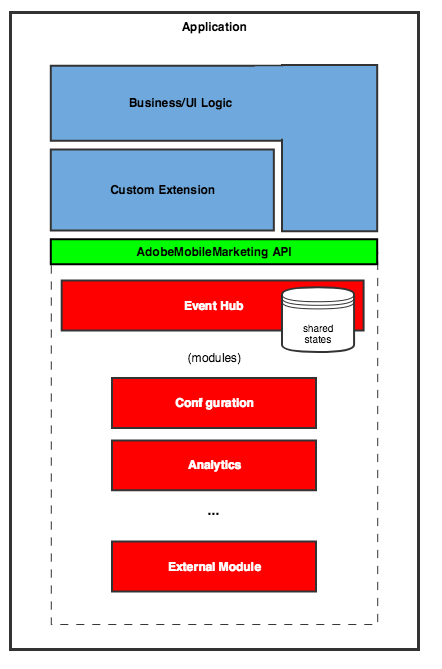 Application
Business/UI Logic
Custom Extension
AdobeMobileMarketing API
Event Hub
shared
states
(modules)
Conf guration
Analytics
...
External Module